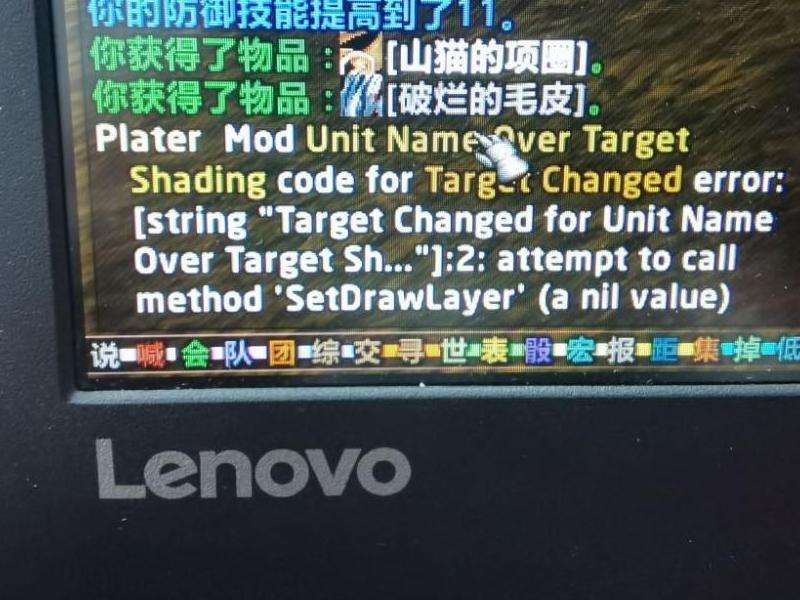 你的防御技能提高到了11。
你获得了物品：[山猫的项圈]。
你获得了物品：[破烂的毛皮]。
Plater Mod Unit Name Over Target
Shading code for Target Changed error:
[string "Target Changed for Unit Name
Over Target Sh..."]:2: attempt to call
method 'SetDrawLayer' (a nil value)
说 喊 会 队 团 综 交 寻 世 表 骰 宏 报 距 集 掉 低
Lenovo